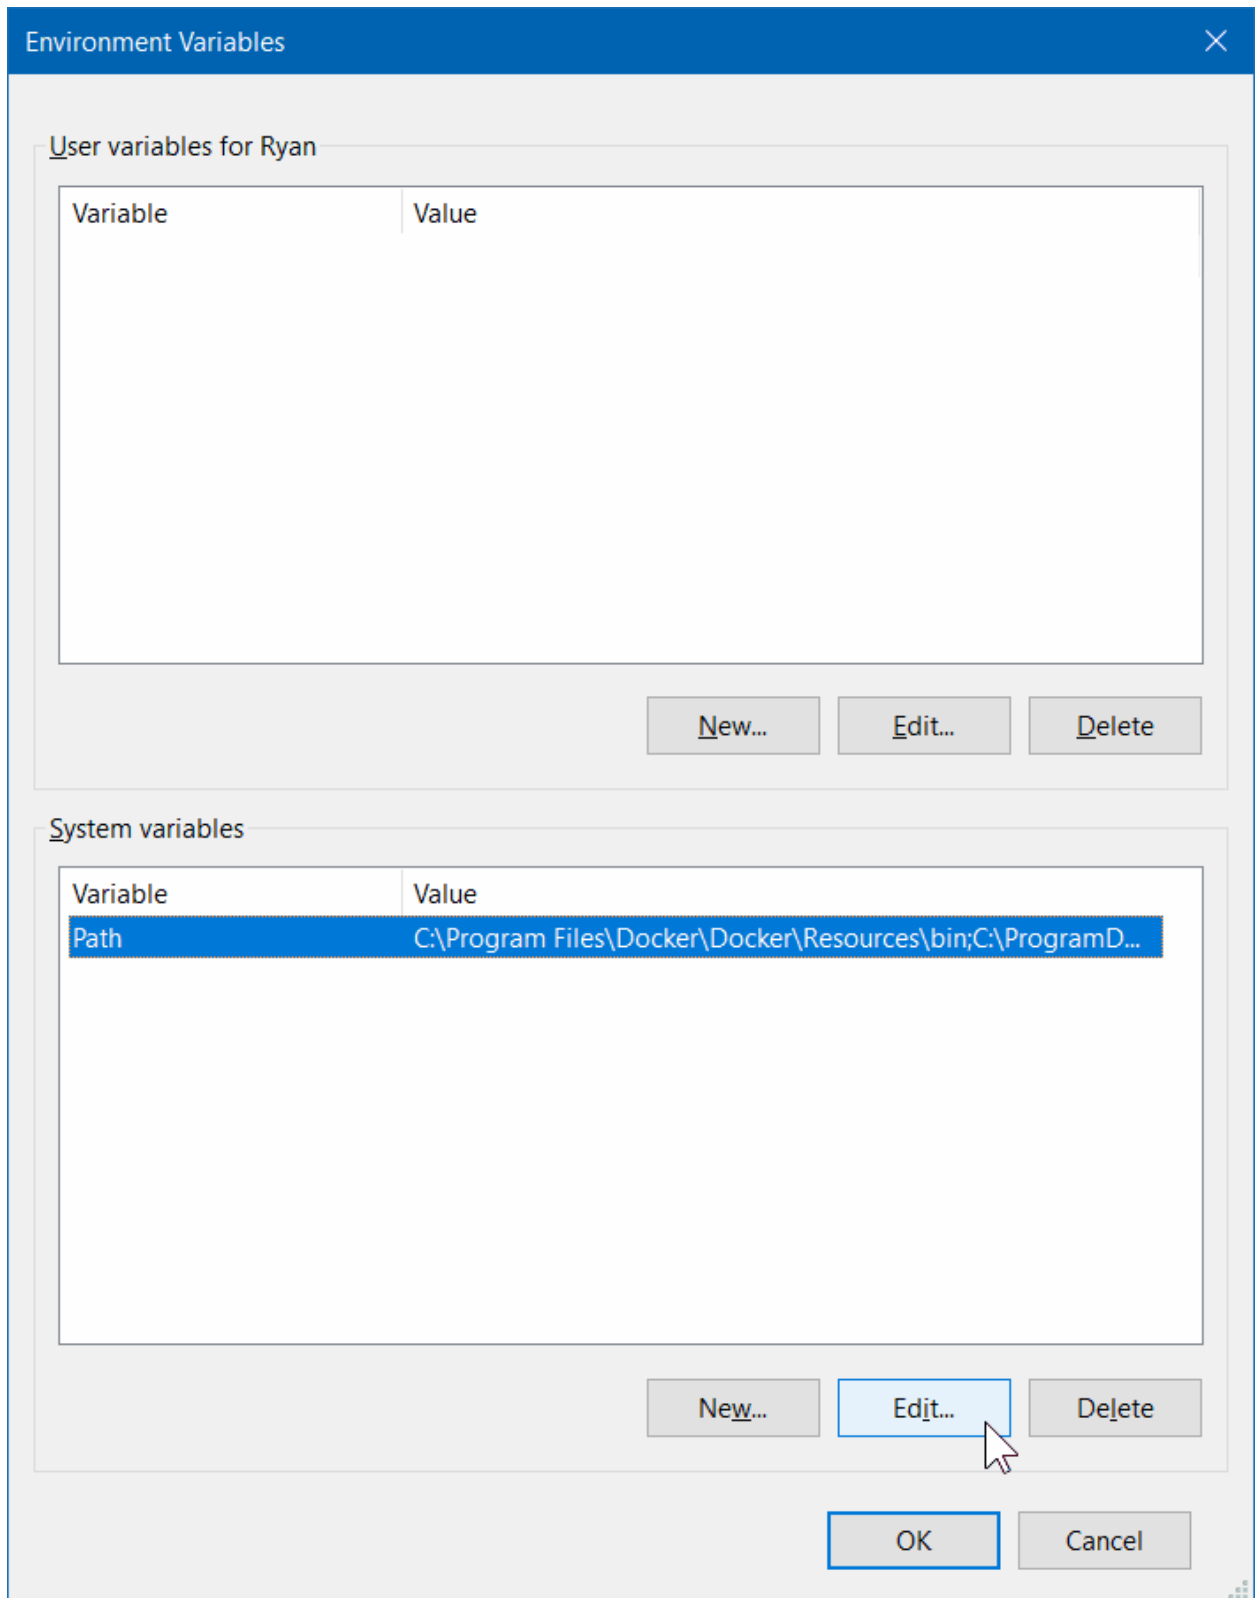 Environment Variables
User variables for Ryan
Variable Value
New... Edit... Delete
System variables
Variable Value
Path C:\Program Files\Docker\Docker\Resources\bin;C:\ProgramD...
New... Edit... Delete
OK Cancel